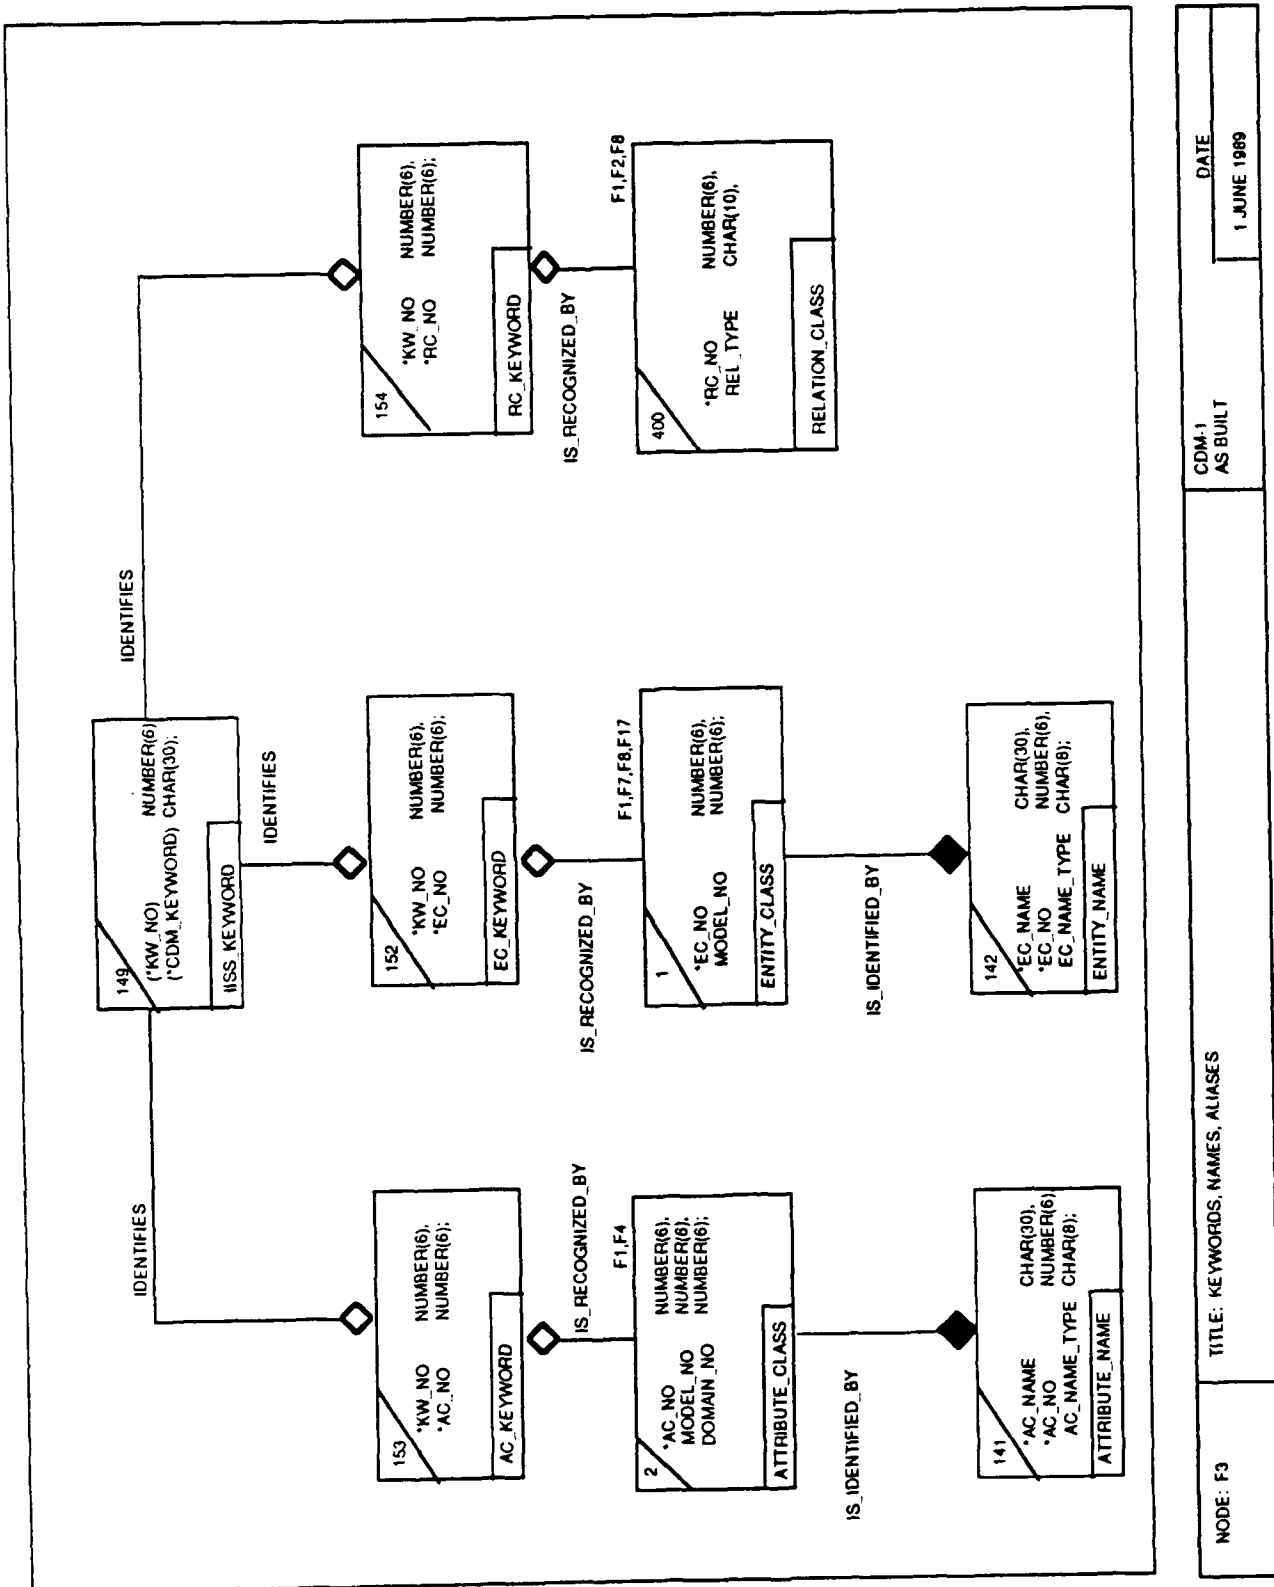 IDENTIFIES
IDENTIFIES
IDENTIFIES
149
(*KW_NO) NUMBER(6)
(*CDM_KEYWORD) CHAR(30);
IISS_KEYWORD
153
*KW_NO NUMBER(6),
*AC_NO NUMBER(6);
AC_KEYWORD
152
*KW_NO NUMBER(6),
*EC_NO NUMBER(6);
EC_KEYWORD
154
*KW_NO NUMBER(6),
*RC_NO NUMBER(6);
RC_KEYWORD
IS_RECOGNIZED_BY
IS_RECOGNIZED_BY
IS_RECOGNIZED_BY
F1,F4
2
*AC_NO NUMBER(6),
MODEL_NO NUMBER(6),
DOMAIN_NO NUMBER(6);
ATTRIBUTE_CLASS
F1,F7,F8,F17
1
*EC_NO NUMBER(6),
MODEL_NO NUMBER(6);
ENTITY_CLASS
F1,F2,F8
400
*RC_NO NUMBER(6),
REL_TYPE CHAR(10),
RELATION_CLASS
IS_IDENTIFIED_BY
IS_IDENTIFIED_BY
141
*AC_NAME CHAR(30),
*AC_NO NUMBER(6),
AC_NAME_TYPE CHAR(8);
ATTRIBUTE_NAME
142
*EC_NAME CHAR(30),
*EC_NO NUMBER(6),
EC_NAME_TYPE CHAR(8);
ENTITY_NAME
NODE: F3
TITLE: KEYWORDS, NAMES, ALIASES
CDM-1
AS BUILT
DATE
1 JUNE 1989